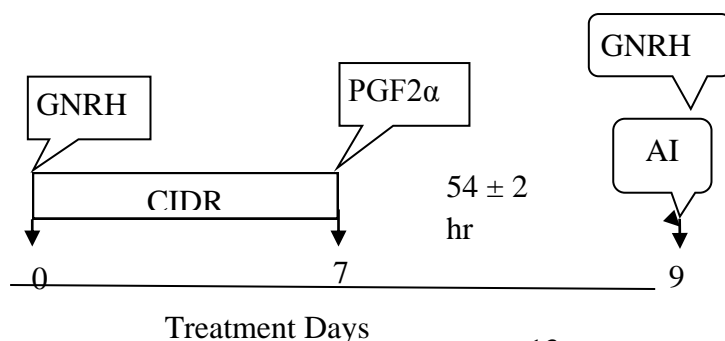 GNRH
GNRH
PGF2α
AI
54 ± 2
hr
CIDR
0
7
9
Treatment Days